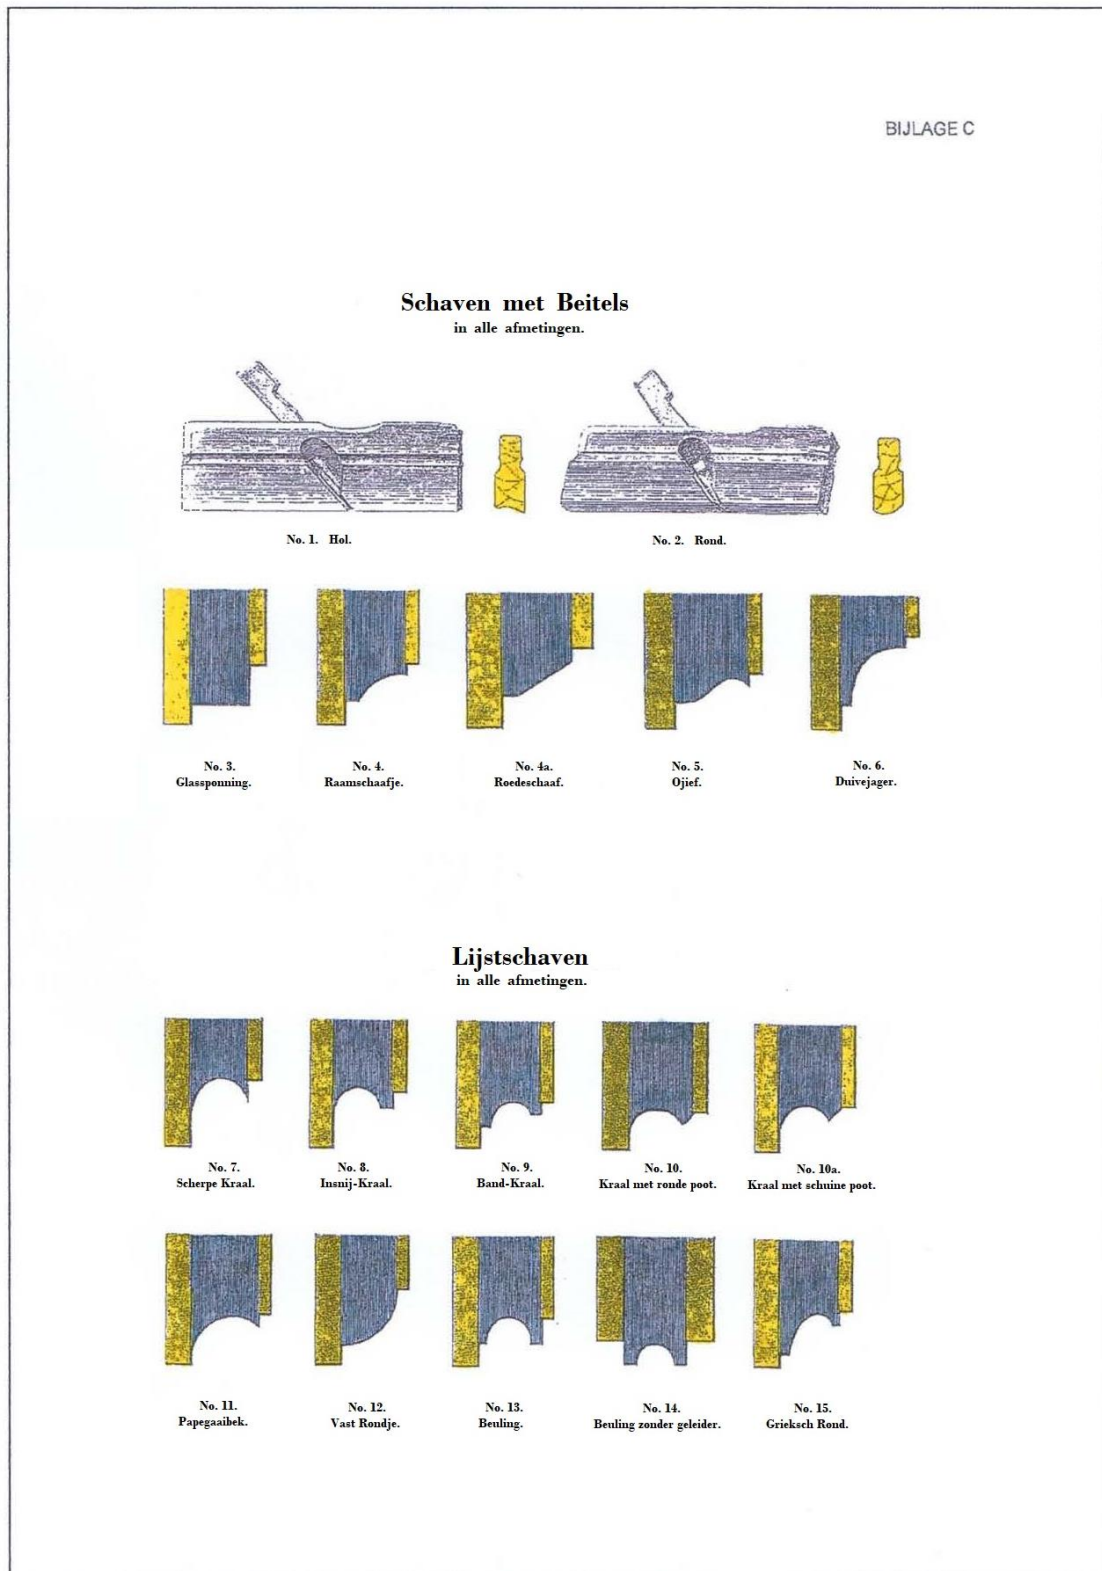 BIJLAGE C
Schaven met Beitels
in alle afmetingen.
No. 1. Hol.
No. 2. Rond.
No. 3.
Glassponning.
No. 4.
Raamschaafje.
No. 4a.
Roedeschaaf.
No. 5.
Ojief.
No. 6.
Duivejager.
Lijstschaven
in alle afmetingen.
No. 7.
Scherpe Kraal.
No. 8.
Insnij-Kraal.
No. 9.
Band-Kraal.
No. 10.
Kraal met ronde poot.
No. 10a.
Kraal met schuine poot.
No. 11.
Papegaaibek.
No. 12.
Vast Rondje.
No. 13.
Beuling.
No. 14.
Beuling zonder geleider.
No. 15.
Grieksch Rond.